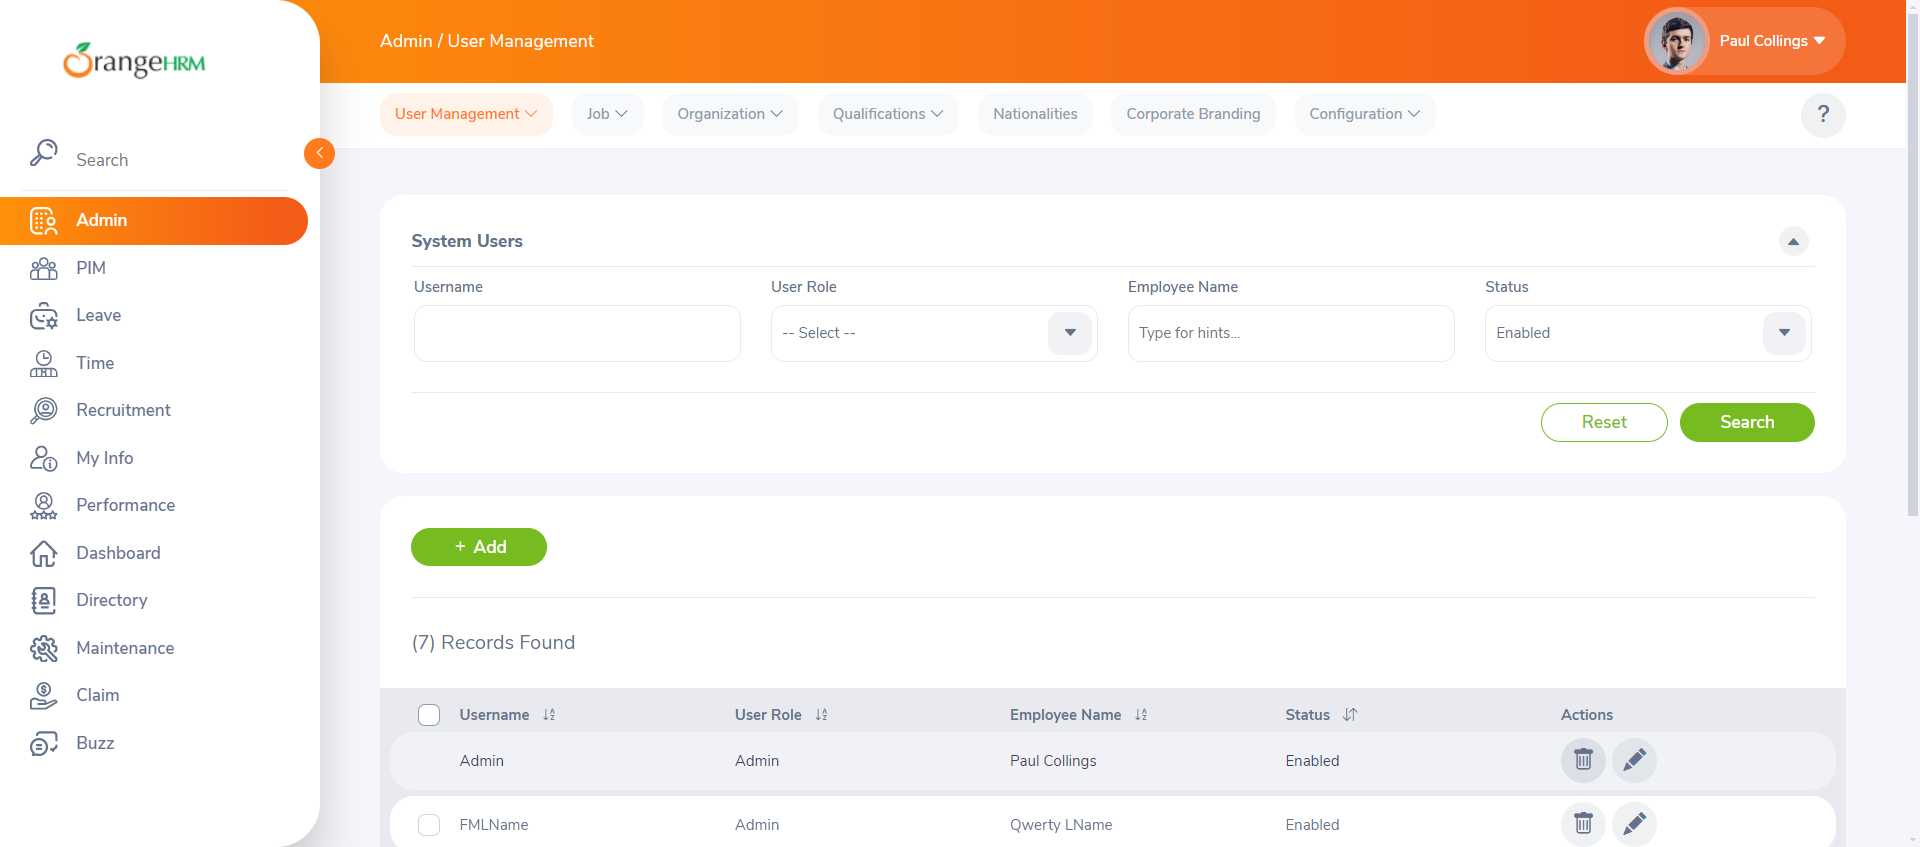 OrangeHRM
Admin / User Management
Paul Collings
User Management
Job
Organization
Qualifications
Nationalities
Corporate Branding
Configuration
?
Search
Admin
PIM
Leave
Time
Recruitment
My Info
Performance
Dashboard
Directory
Maintenance
Claim
Buzz
System Users
Username
User Role
Employee Name
Status
-- Select --
Type for hints...
Enabled
Reset
Search
+ Add
(7) Records Found
Username User Role Employee Name Status Actions
Admin Admin Paul Collings Enabled
FMLName Admin Qwerty LName Enabled